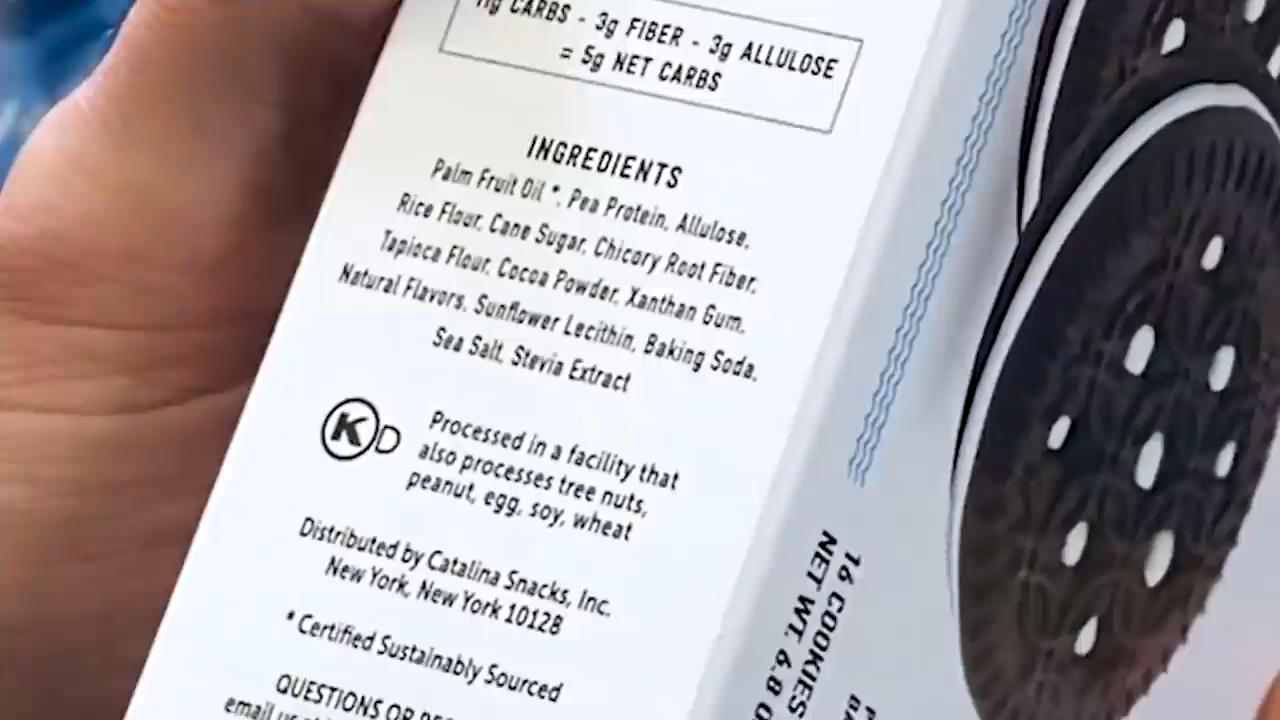 11g CARBS - 3g FIBER - 3g ALLULOSE
= 5g NET CARBS
INGREDIENTS
Palm Fruit Oil *, Pea Protein, Allulose,
Rice Flour, Cane Sugar, Chicory Root Fiber,
Tapioca Flour, Cocoa Powder, Xanthan Gum,
Natural Flavors, Sunflower Lecithin, Baking Soda,
Sea Salt, Stevia Extract
K D
Processed in a facility that
also processes tree nuts,
peanut, egg, soy, wheat
Distributed by Catalina Snacks, Inc.
New York, New York 10128
* Certified Sustainably Sourced
QUESTIONS OR
email us
16 COOKIES
NET WT. 6.8